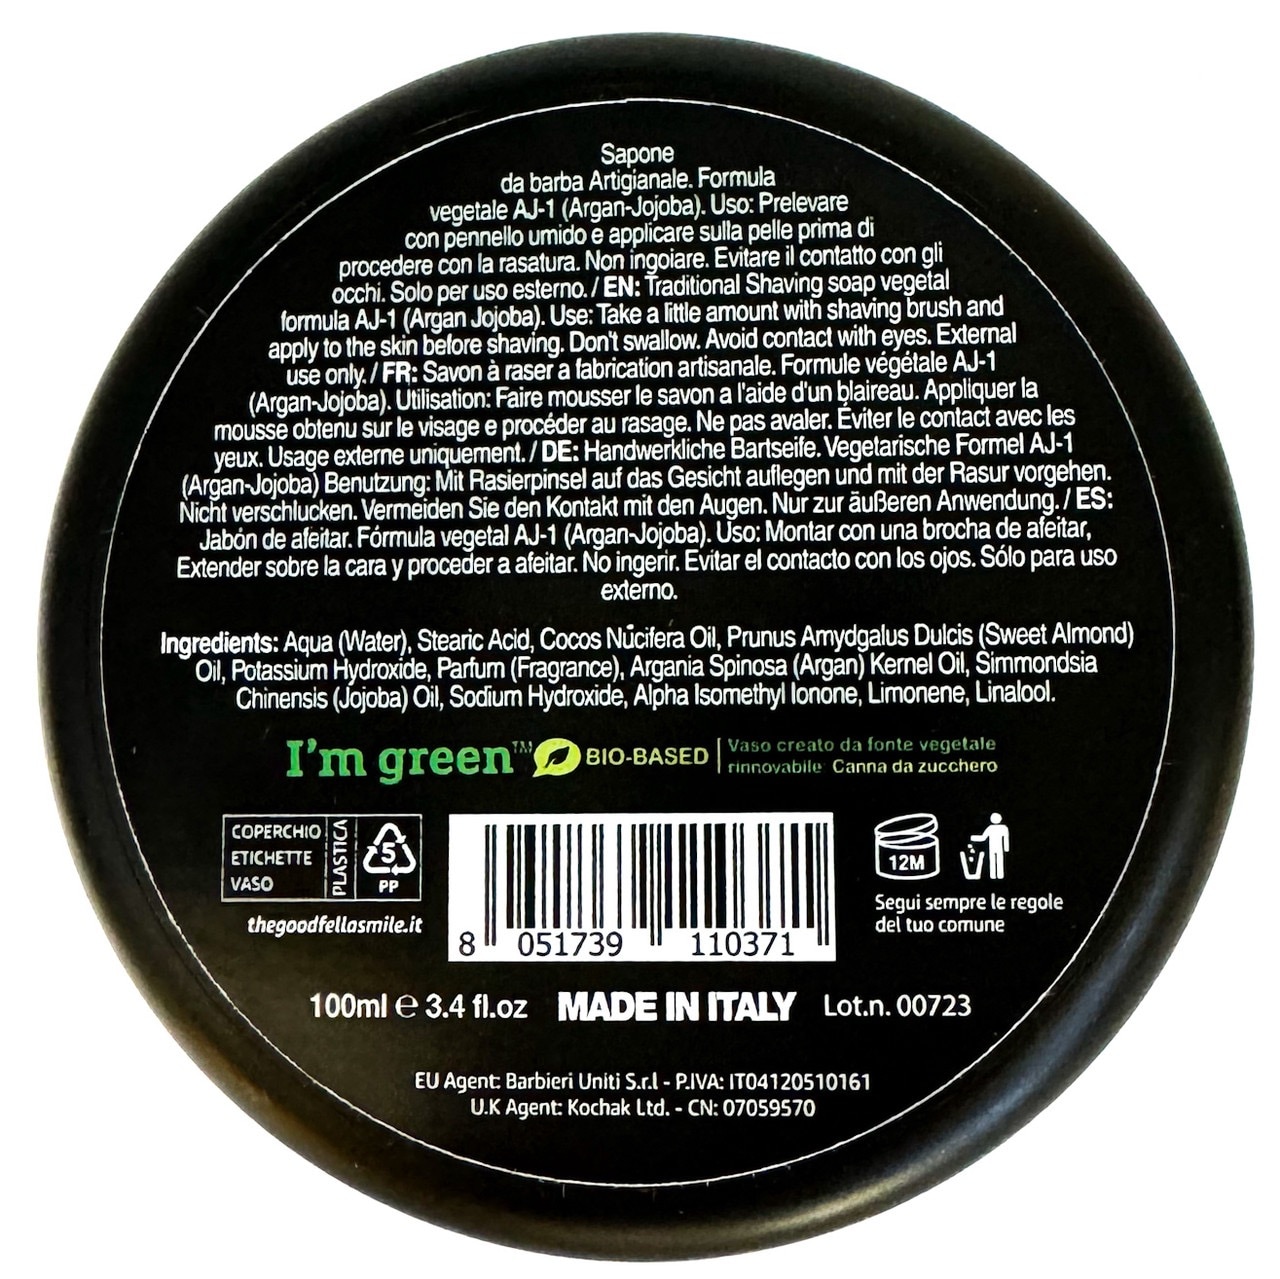 Sapone
da barba Artigianale. Formula
vegetale AJ-1 (Argan-Jojoba). Uso: Prelevare
con pennello umido e applicare sulla pelle prima di
procedere con la rasatura. Non ingoiare. Evitare il contatto con gli
occhi. Solo per uso esterno. / EN: Traditional Shaving soap vegetal
formula AJ-1 (Argan Jojoba). Use: Take a little amount with shaving brush and
apply to the skin before shaving. Don't swallow. Avoid contact with eyes. External
use only. / FR: Savon à raser a fabrication artisanale. Formule végétale AJ-1
(Argan-Jojoba). Utilisation: Faire mousser le savon a l'aide d'un blaireau. Appliquer la
mousse obtenu sur le visage e procéder au rasage. Ne pas avaler. Éviter le contact avec les
yeux. Usage externe uniquement. / DE: Handwerkliche Bartseife. Vegetarische Formel AJ-1
(Argan-Jojoba) Benutzung: Mit Rasierpinsel auf das Gesicht auflegen und mit der Rasur vorgehen.
Nicht verschlucken. Vermeiden Sie den Kontakt mit den Augen. Nur zur äußeren Anwendung. / ES:
Jabón de afeitar. Fórmula vegetal AJ-1 (Argan-Jojoba). Uso: Montar con una brocha de afeitar,
Extender sobre la cara y proceder a afeitar. No ingerir. Evitar el contacto con los ojos. Sólo para uso
externo.
Ingredients: Aqua (Water), Stearic Acid, Cocos Nucifera Oil, Prunus Amydgalus Dulcis (Sweet Almond)
Oil, Potassium Hydroxide, Parfum (Fragrance), Argania Spinosa (Argan) Kernel Oil, Simmondsia
Chinensis (Jojoba) Oil, Sodium Hydroxide, Alpha Isomethyl Ionone, Limonene, Linalool.
I'm green™ BIO-BASED
Vaso creato da fonte vegetale
rinnovabile Canna da zucchero
COPERCHIO
ETICHETTE
VASO
PLASTICA
5
PP
thegoodfellasmile.it
8 051739 110371
12M
Segui sempre le regole
del tuo comune
100ml e 3.4 fl.oz MADE IN ITALY Lot.n. 00723
EU Agent: Barbieri Uniti S.r.l - P.IVA: IT04120510161
U.K Agent: Kochak Ltd. - CN: 07059570